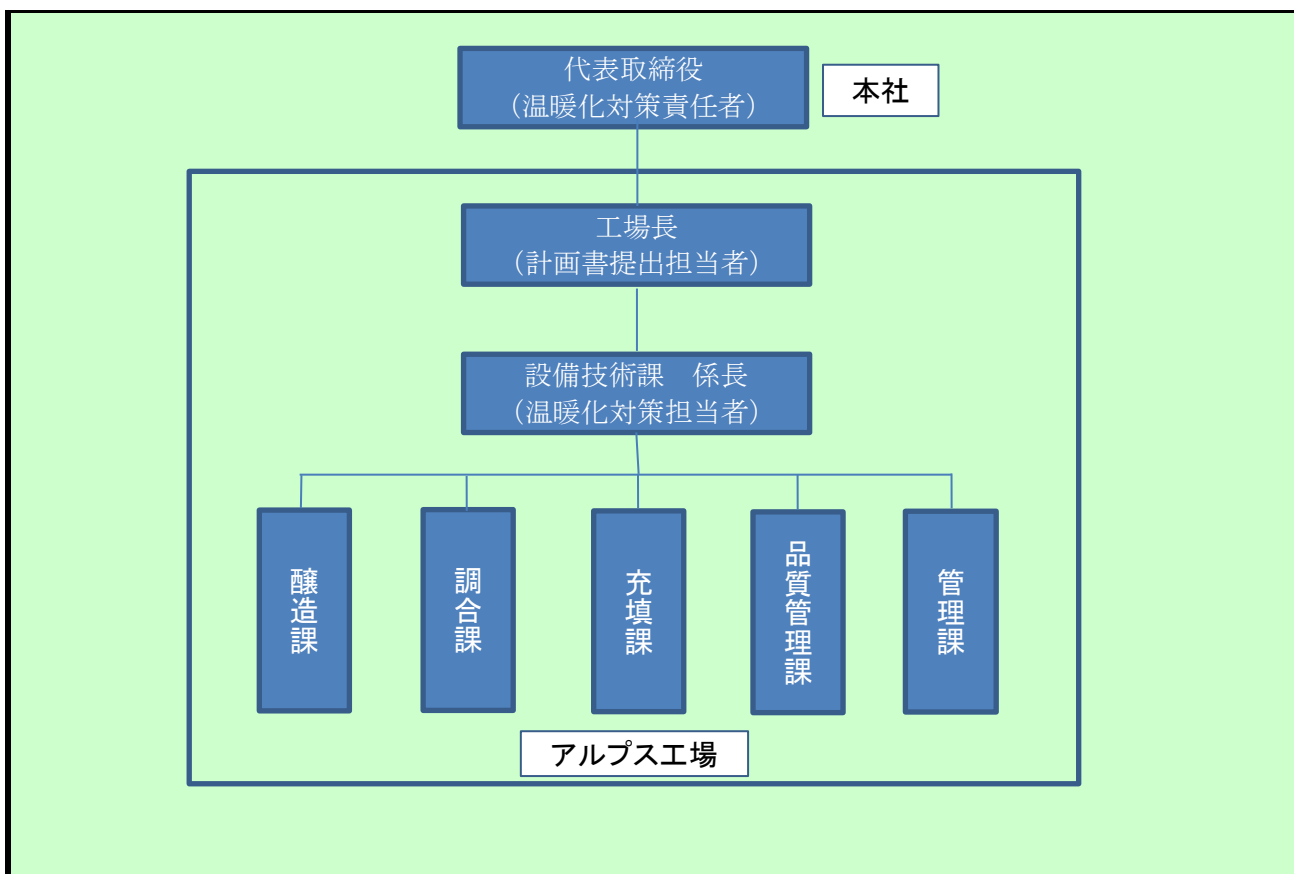 代表取締役
（温暖化対策責任者）
本社
工場長
（計画書提出担当者）
設備技術課　係長
（温暖化対策担当者）
醸造課
調合課
充填課
品質管理課
管理課
アルプス工場